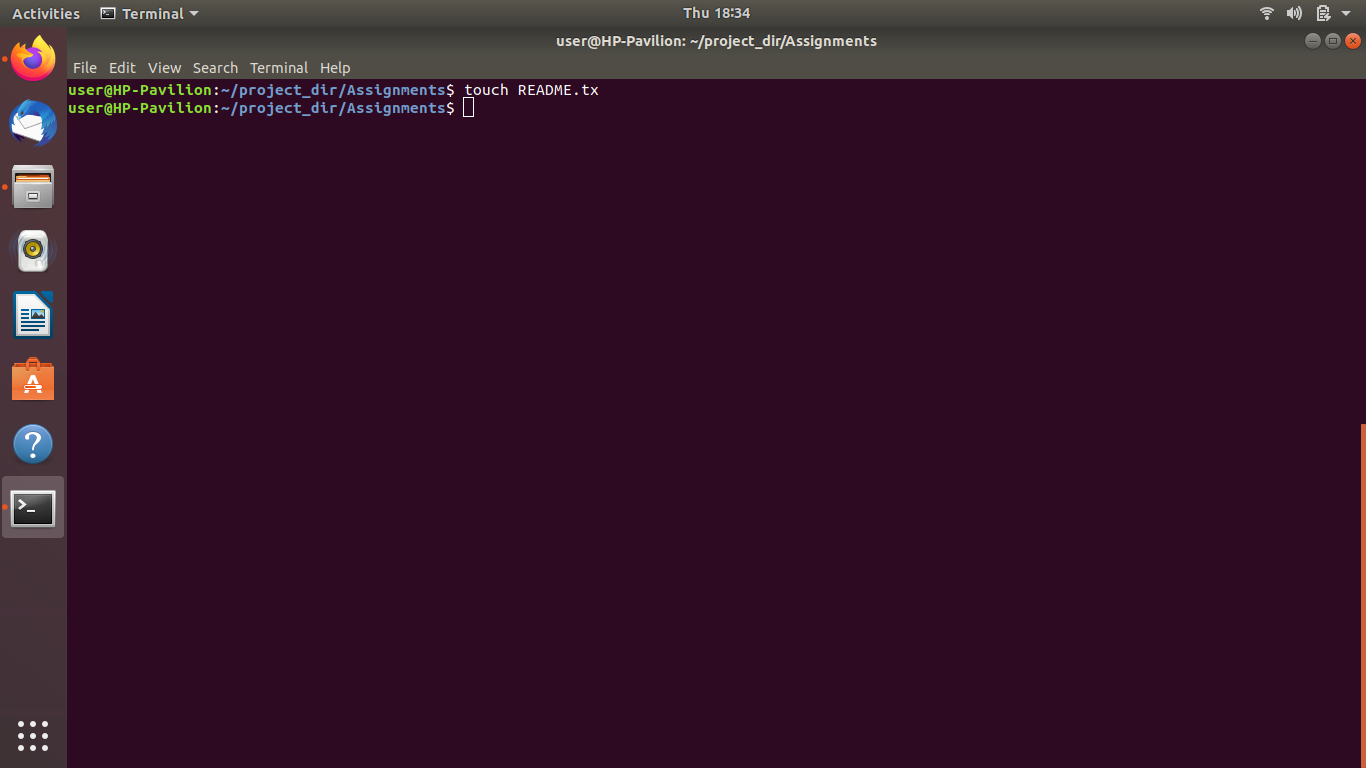 Activities Terminal Thu 18:34
user@HP-Pavilion: ~/project_dir/Assignments
File Edit View Search Terminal Help
user@HP-Pavilion:~/project_dir/Assignments$ touch README.tx
user@HP-Pavilion:~/project_dir/Assignments$